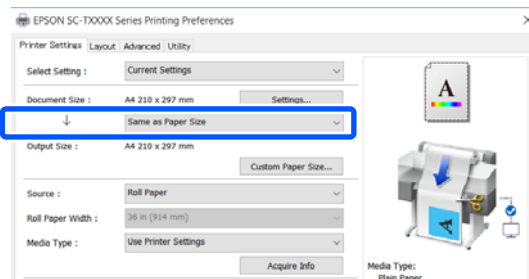 EPSON SC-TXXXX Series Printing Preferences
Printer Settings Layout Advanced Utility
Select Setting : Current Settings
Document Size : A4 210 x 297 mm Settings...
↓ Same as Paper Size
Output Size : A4 210 x 297 mm
Custom Paper Size...
Source : Roll Paper
Roll Paper Width : 36 in (914 mm)
Media Type : Use Printer Settings
Acquire Info
A
A
Media Type:
Plain Paper